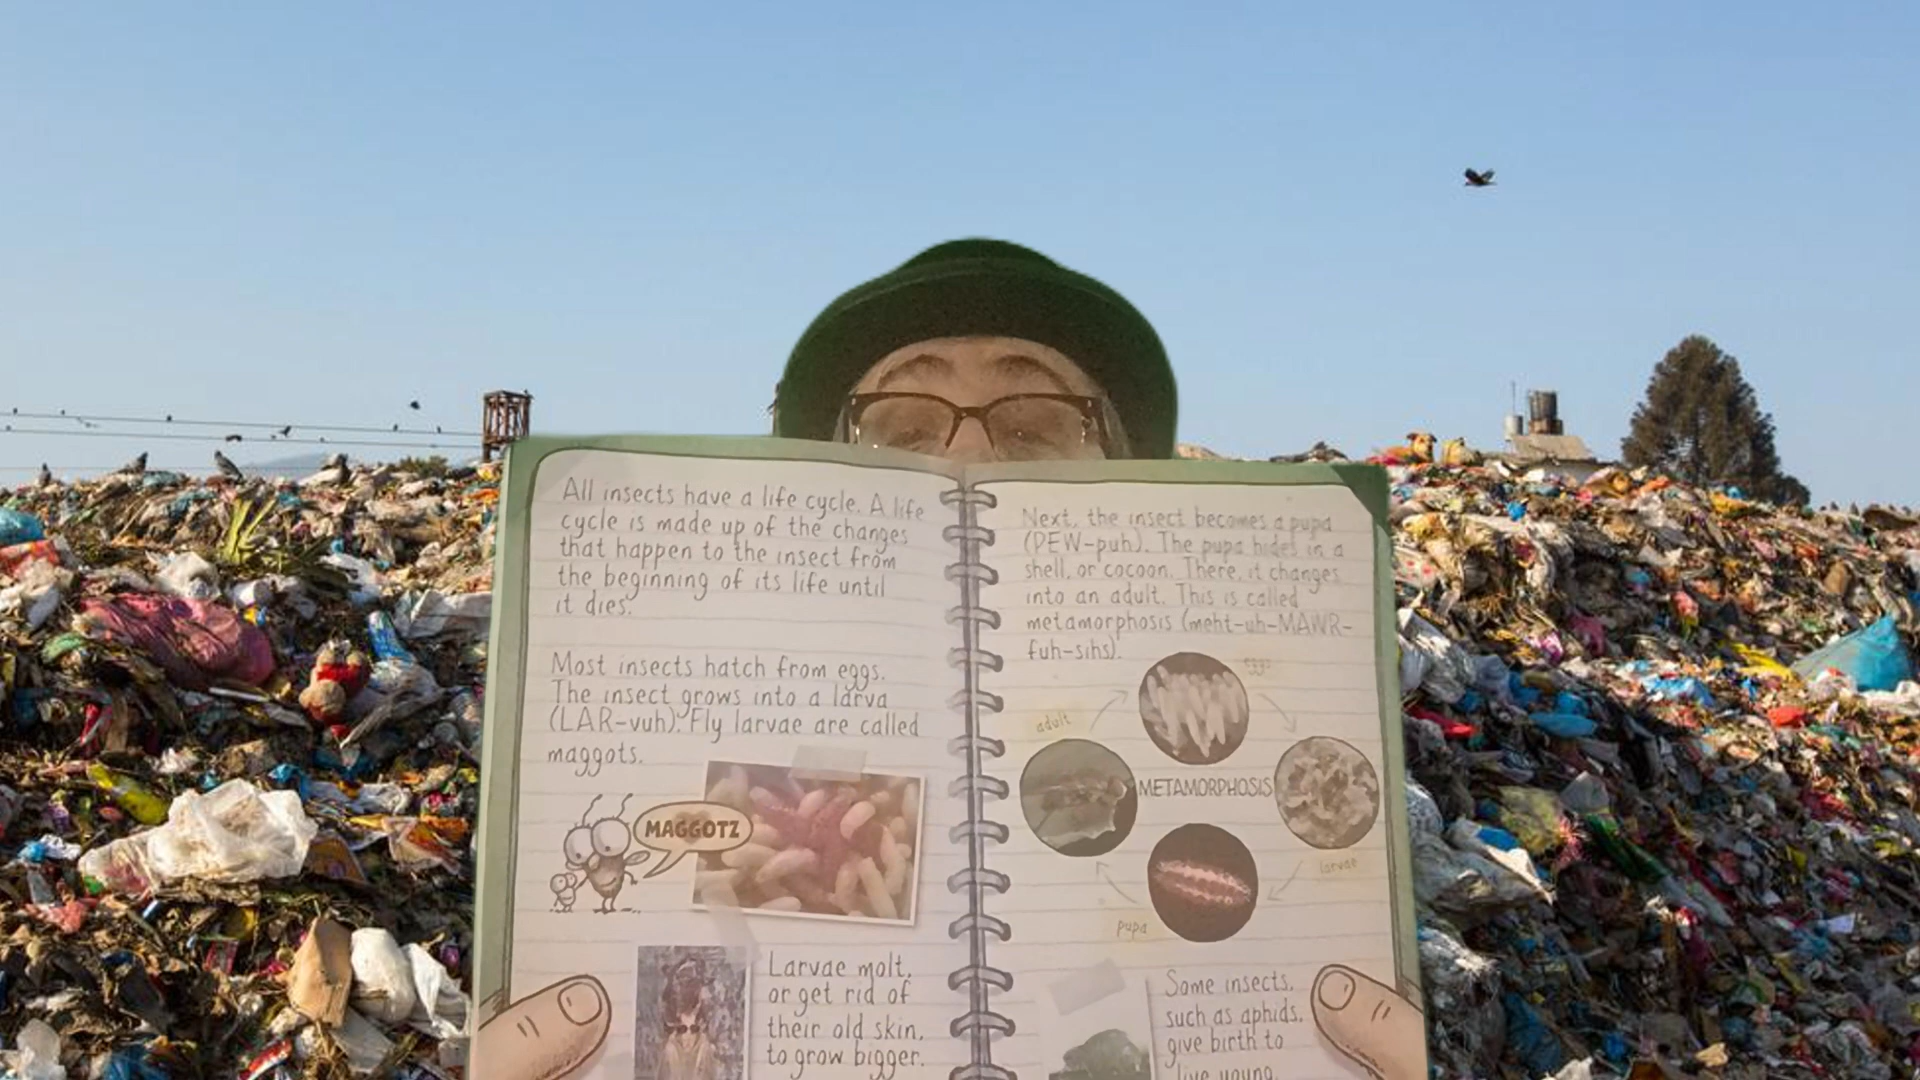 All insects have a life cycle. A life
cycle is made up of the changes
that happen to the insect from
the beginning of its life until
it dies.
Most insects hatch from eggs.
The insect grows into a larva
(LAR-vuh). Fly larvae are called
maggots.
MAGGOTZ
Larvae molt,
or get rid of
their old skin,
to grow bigger.
Next, the insect becomes a pupa
(PEW-puh). The pupa hides in a
shell, or cocoon. There, it changes
into an adult. This is called
metamorphosis (meht-uh-MAWR-
fuh-sihs).
eggs
adult
METAMORPHOSIS
larvae
pupa
Some insects,
such as aphids,
give birth to
live young.